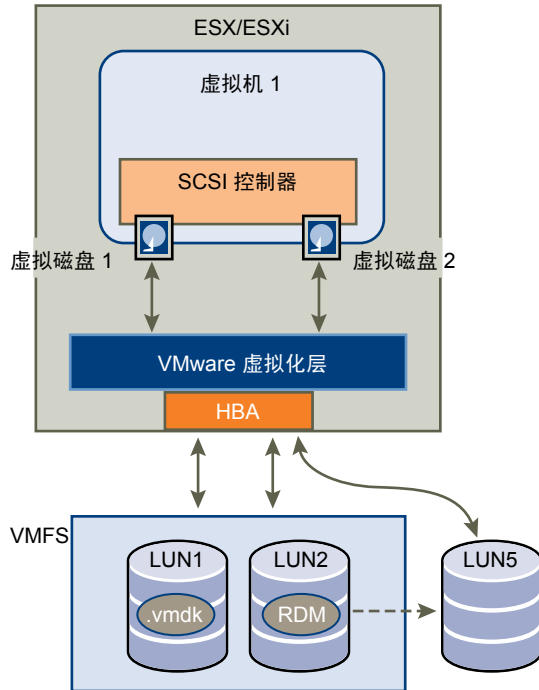 ESX/ESXi
虚拟机 1
SCSI 控制器
虚拟磁盘 1
虚拟磁盘 2
VMware 虚拟化层
HBA
VMFS
LUN1
LUN2
LUN5
.vmdk
RDM